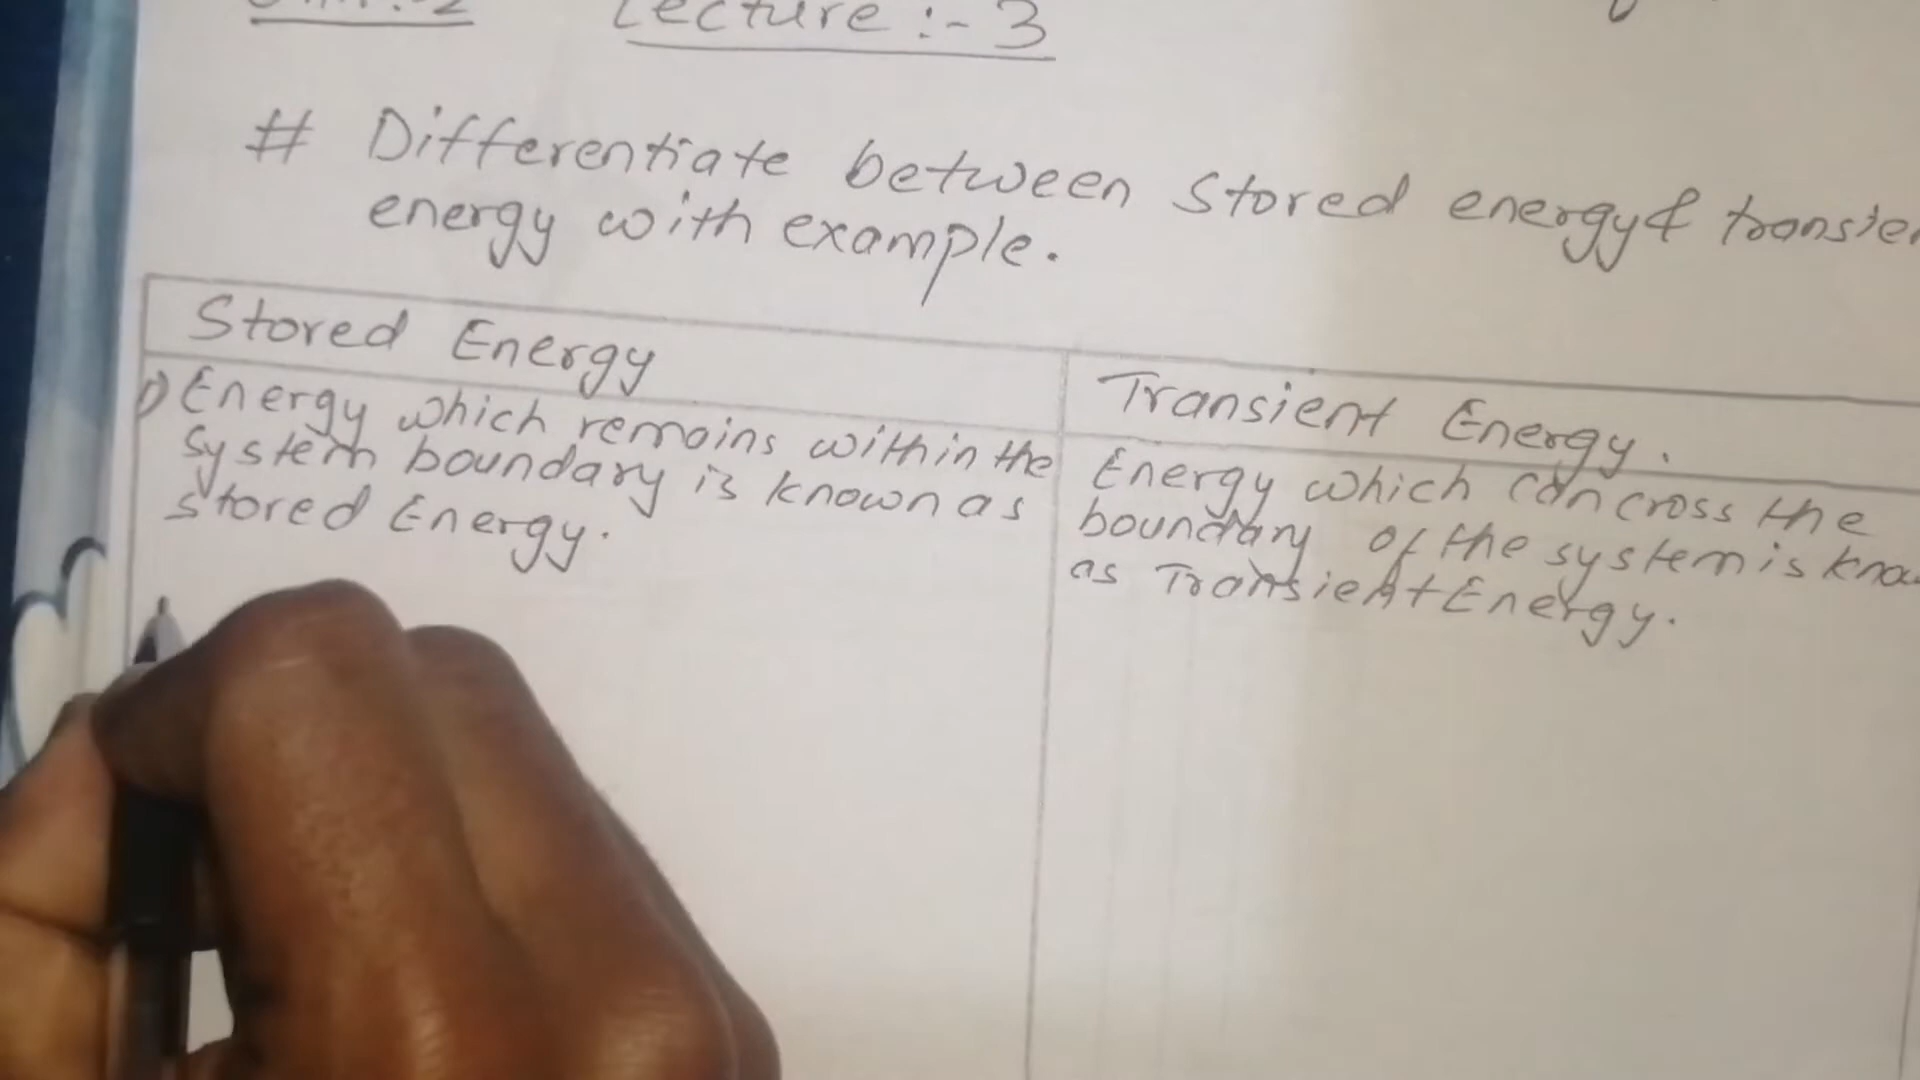 Lecture :- 3
# Differentiate between Stored energy &
energy with example.
Stored Energy
1) Energy which remains within the
system boundary is known as
stored Energy.
Transient Energy.
Energy which can cross the
boundary of the system is
as Transient Energy.